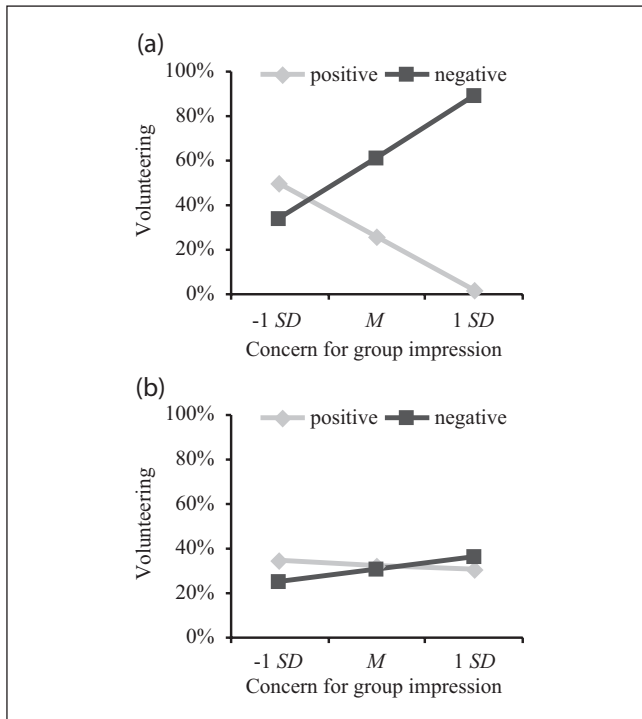 (a)
100%
positive negative
80%
60%
40%
20%
0%
Volunteering
-1 SD M 1 SD
Concern for group impression
(b)
100%
positive negative
80%
60%
40%
20%
0%
Volunteering
-1 SD M 1 SD
Concern for group impression